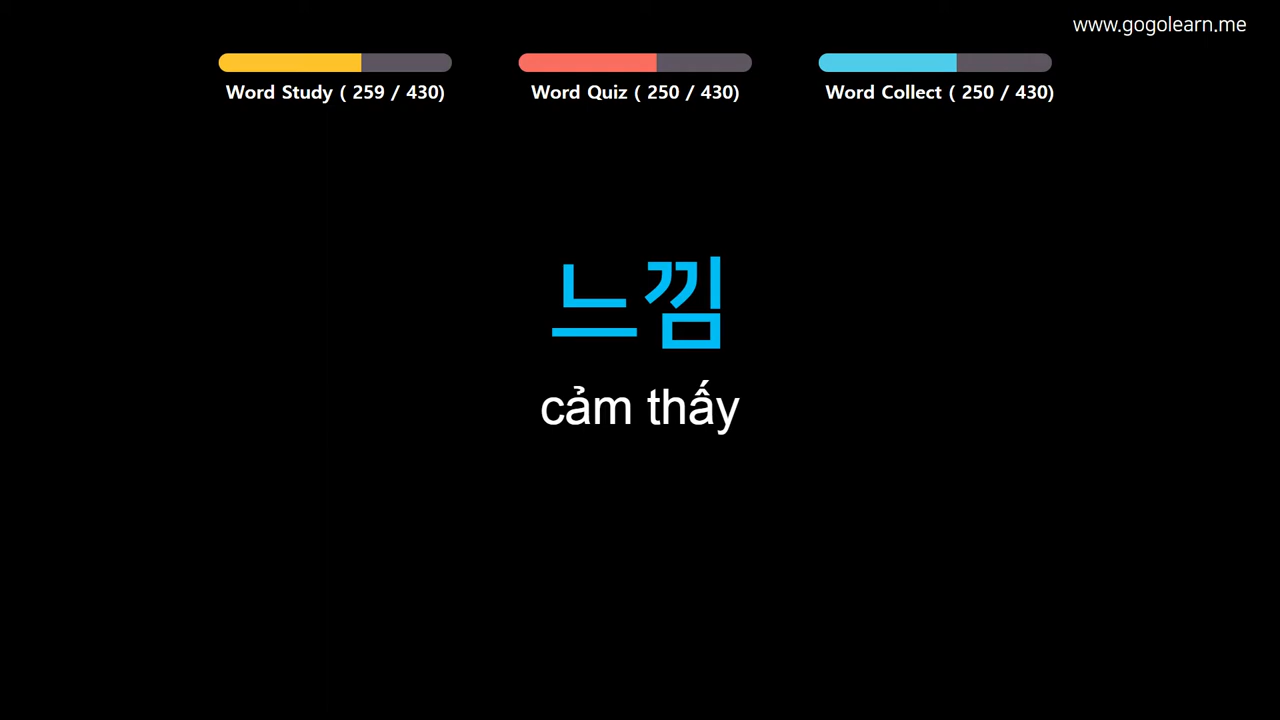 www.gogolearn.me
Word Study ( 259 / 430)
Word Quiz ( 250 / 430)
Word Collect ( 250 / 430)
느낌
cảm thấy